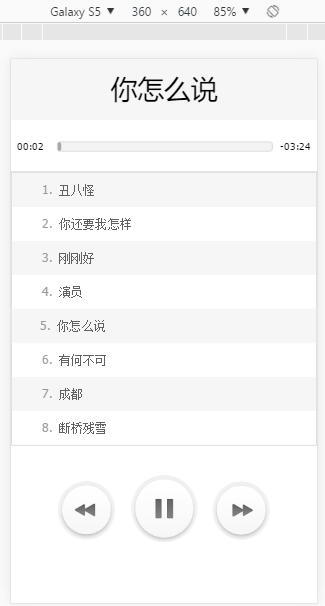 Galaxy S5 ▼ 360 × 640 85% ▼
你怎么说
00:02 -03:24
1. 丑八怪
2. 你还要我怎样
3. 刚刚好
4. 演员
5. 你怎么说
6. 有何不可
7. 成都
8. 断桥残雪